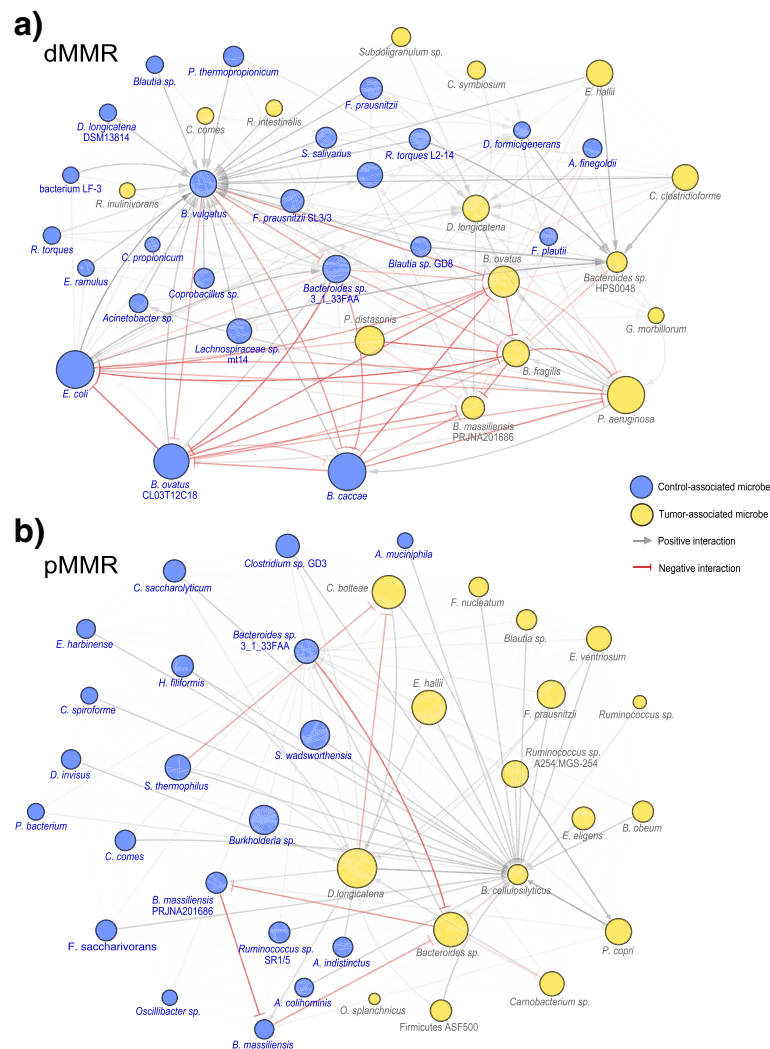 a)
dMMR
Subdoligranulum sp.
P. thermopropionicum
Blautia sp.
C. symbiosum
E. hallii
F. prausnitzii
D. longicatena
DSM13814
C. comes
R. intestinalis
S. salivarius
R. torques L2-14
D. formicigenerans
A. finegoldii
bacterium LF-3
R. inulinivorans
B. vulgatus
F. prausnitzii SL3/3
C. clostridioforme
D. longicatena
R. torques
C. propionicum
F. plautii
Blautia sp. GD8
B. ovatus
E. ramulus
Coprobacillus sp.
Bacteroides sp.
3_1_33FAA
Bacteroides sp.
HPS0048
Acinetobacter sp.
P. distasonis
G. morbillorum
Lachnospiraceae sp.
mt14
E. coli
B. fragilis
P. aeruginosa
B. massiliensis
PRJNA201686
B. ovatus
CL03T12C18
B. caccae
Control-associated microbe
Tumor-associated microbe
Positive interaction
Negative interaction
b)
pMMR
A. muciniphila
Clostridium sp. GD3
C. saccharolyticum
C. bolteae
F. nucleatum
Blautia sp.
E. harbinense
Bacteroides sp.
3_1_33FAA
E. ventriosum
H. filiformis
E. hallii
C. spiroforme
F. prausnitzii
Ruminococcus sp.
S. wadsworthensis
Ruminococcus sp.
A254.MGS-254
D. invisus
S. thermophilus
P. bacterium
Burkholderia sp.
E. eligens
B. obeum
C. comes
D.longicatena
B. cellulosilyticus
B. massiliensis
PRJNA201686
F. saccharivorans
Ruminococcus sp.
SR1/5
A. indistinctus
Bacteroides sp.
P. copri
Oscillibacter sp.
A. colihominis
O. splanchnicus
Carnobacterium sp.
B. massiliensis
Firmicutes ASF500